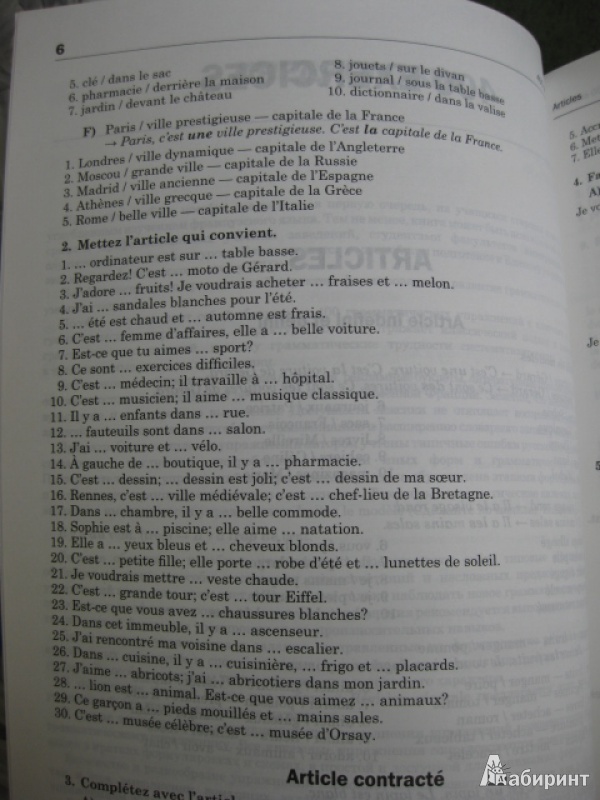 6
5. clé / dans le sac
6. pharmacie / derrière la maison
7. jardin / devant le château
8. jouets / sur le divan
9. journal / sous la table basse
10. dictionnaire / dans la valise
F) Paris / ville prestigieuse — capitale de la France
→ Paris, c'est une ville prestigieuse. C'est la capitale de la France.
1. Londres / ville dynamique — capitale de l'Angleterre
2. Moscou / grande ville — capitale de la Russie
3. Madrid / ville ancienne — capitale de l'Espagne
4. Athènes / ville grecque — capitale de la Grèce
5. Rome / belle ville — capitale de l'Italie
2. Mettez l'article qui convient.
1. ... ordinateur est sur ... table basse.
2. Regardez! C'est ... moto de Gérard.
3. J'adore ... fruits! Je voudrais acheter ... fraises et ... melon.
4. J'ai ... sandales blanches pour l'été.
5. ... été est chaud et ... automne est frais.
6. C'est ... femme d'affaires, elle a ... belle voiture.
7. Est-ce que tu aimes ... sport?
8. Ce sont ... exercices difficiles.
9. C'est ... médecin; il travaille à ... hôpital.
10. C'est ... musicien; il aime ... musique classique.
11. Il y a ... enfants dans ... rue.
12. ... fauteuils sont dans ... salon.
13. J'ai ... voiture et ... vélo.
14. À gauche de ... boutique, il y a ... pharmacie.
15. C'est ... dessin; ... dessin est joli; c'est ... dessin de ma sœur.
16. Rennes, c'est ... ville médiévale; c'est ... chef-lieu de la Bretagne.
17. Dans ... chambre, il y a ... belle commode.
18. Sophie est à ... piscine; elle aime ... natation.
19. Elle a ... yeux bleus et ... cheveux blonds.
20. C'est ... petite fille; elle porte ... robe d'été et ... lunettes de soleil.
21. Je voudrais mettre ... veste chaude.
22. C'est ... grande tour; c'est ... tour Eiffel.
23. Est-ce que vous avez ... chaussures blanches?
24. Dans cet immeuble, il y a ... ascenseur.
25. J'ai rencontré ma voisine dans ... escalier.
26. Dans ... cuisine, il y a ... cuisinière, ... frigo et ... placards.
27. J'aime ... abricots; j'ai ... abricotiers dans mon jardin.
28. ... lion est ... animal. Est-ce que vous aimez ... animaux?
29. Ce garçon a ... pieds mouillés et ... mains sales.
30. C'est ... musée célèbre; c'est ... musée d'Orsay.
Article contracté
3. Complétez avec l'articl
Articles
5. Acc
6. Met
7. Elle
4. Fa
Je vo
Je
Лабиринт